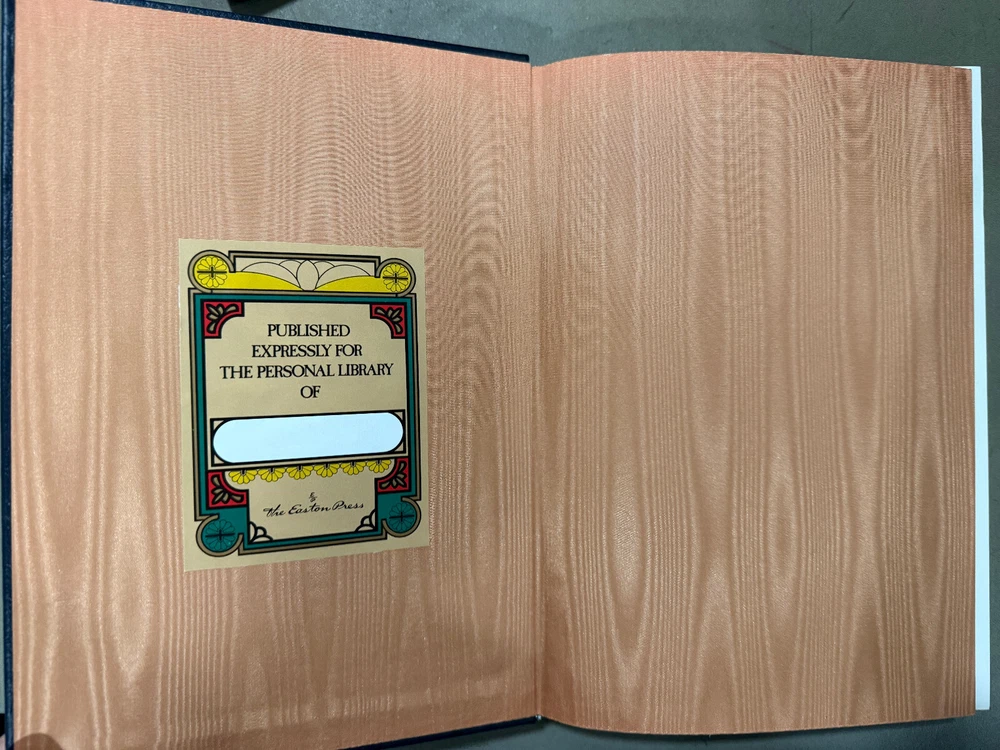 PUBLISHED
EXPRESSLY FOR
THE PERSONAL LIBRARY
OF
by
The Easton Press